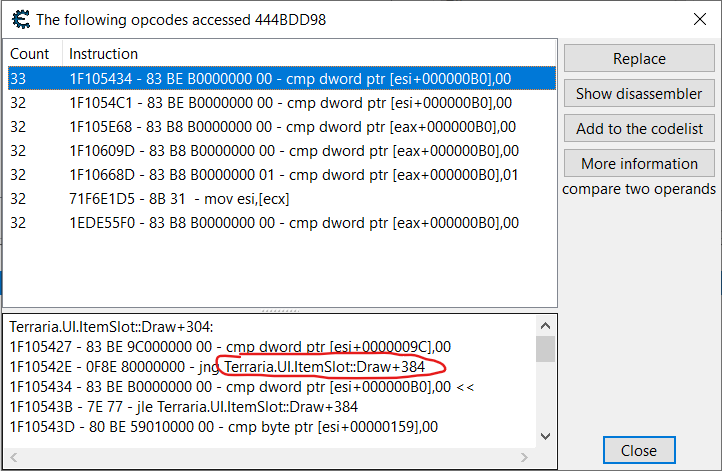 The following opcodes accessed 444BDD98
Count Instruction
33 1F105434 - 83 BE B0000000 00 - cmp dword ptr [esi+000000B0],00
32 1F1054C1 - 83 BE B0000000 00 - cmp dword ptr [esi+000000B0],00
32 1F105E68 - 83 B8 B0000000 00 - cmp dword ptr [eax+000000B0],00
32 1F10609D - 83 B8 B0000000 00 - cmp dword ptr [eax+000000B0],00
32 1F10668D - 83 B8 B0000000 01 - cmp dword ptr [eax+000000B0],01
32 71F6E1D5 - 8B 31 - mov esi,[ecx]
32 1EDE55F0 - 83 B8 B0000000 00 - cmp dword ptr [eax+000000B0],00
Replace
Show disassembler
Add to the codelist
More information
compare two operands
Terraria.UI.ItemSlot::Draw+304:
1F105427 - 83 BE 9C000000 00 - cmp dword ptr [esi+0000009C],00
1F10542E - 0F8E 80000000 - jng Terraria.UI.ItemSlot::Draw+384
1F105434 - 83 BE B0000000 00 - cmp dword ptr [esi+000000B0],00 <<
1F10543B - 7E 77 - jle Terraria.UI.ItemSlot::Draw+384
1F10543D - 80 BE 59010000 00 - cmp byte ptr [esi+00000159],00
Close